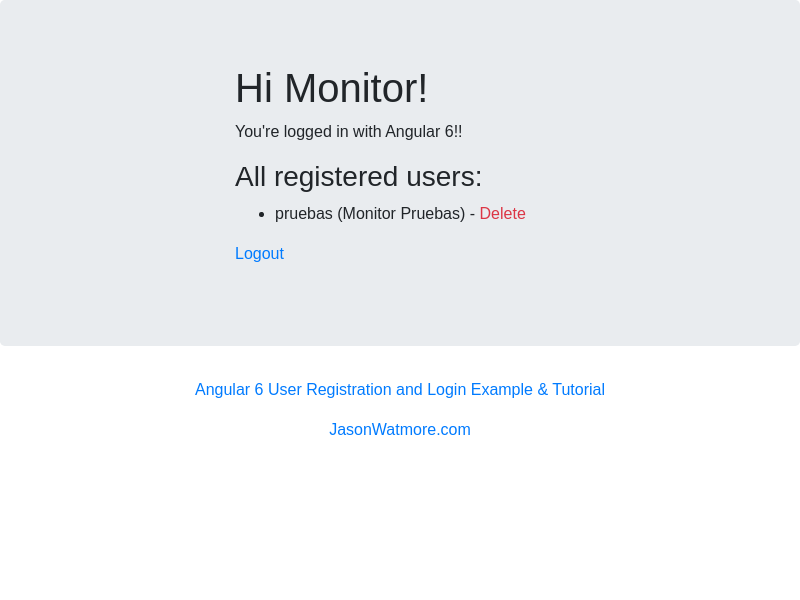 Hi Monitor!
You're logged in with Angular 6!!
All registered users:
pruebas (Monitor Pruebas) - Delete
Logout
Angular 6 User Registration and Login Example & Tutorial
JasonWatmore.com